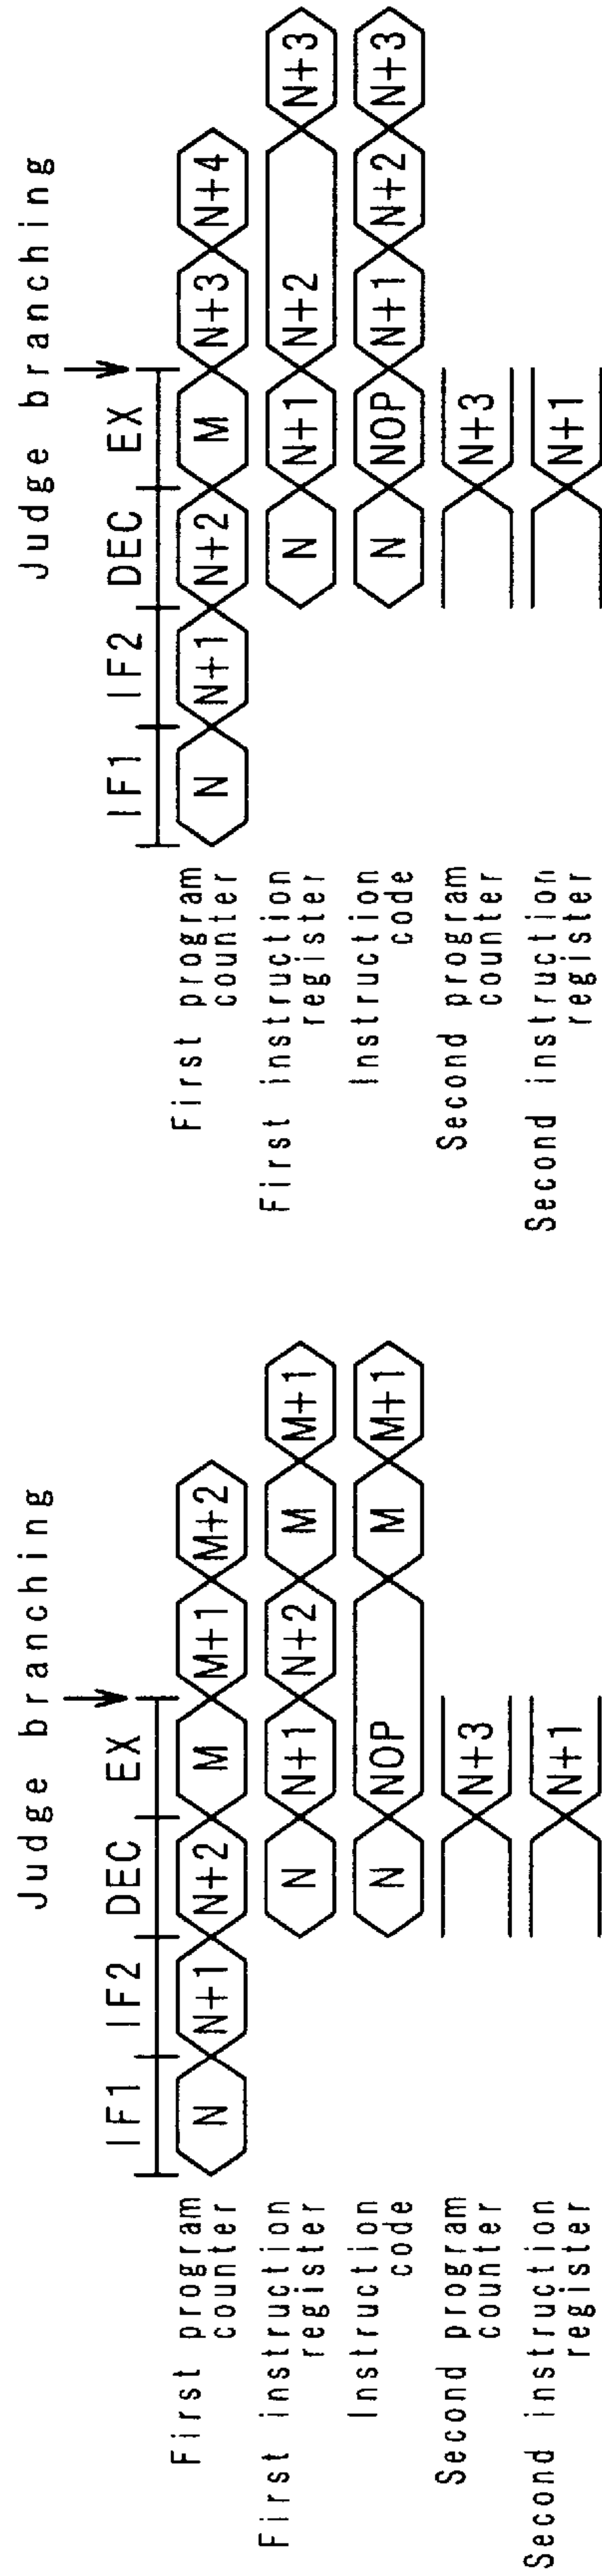 Judge branching
IF1 IF2 DEC EX
First program
counter
N N+1 N+2 M M+1 M+2
First instruction
register
N N+1 N+2 M M+1
Instruction
code
N NOP M M+1
Second program
counter
N+3
Second instruction
register
N+1
Judge branching
IF1 IF2 DEC EX
First program
counter
N N+1 N+2 M N+3 N+4
First instruction
register
N N+1 N+2 N+3
Instruction
code
N NOP N+1 N+2 N+3
Second program
counter
N+3
Second instruction
register
N+1